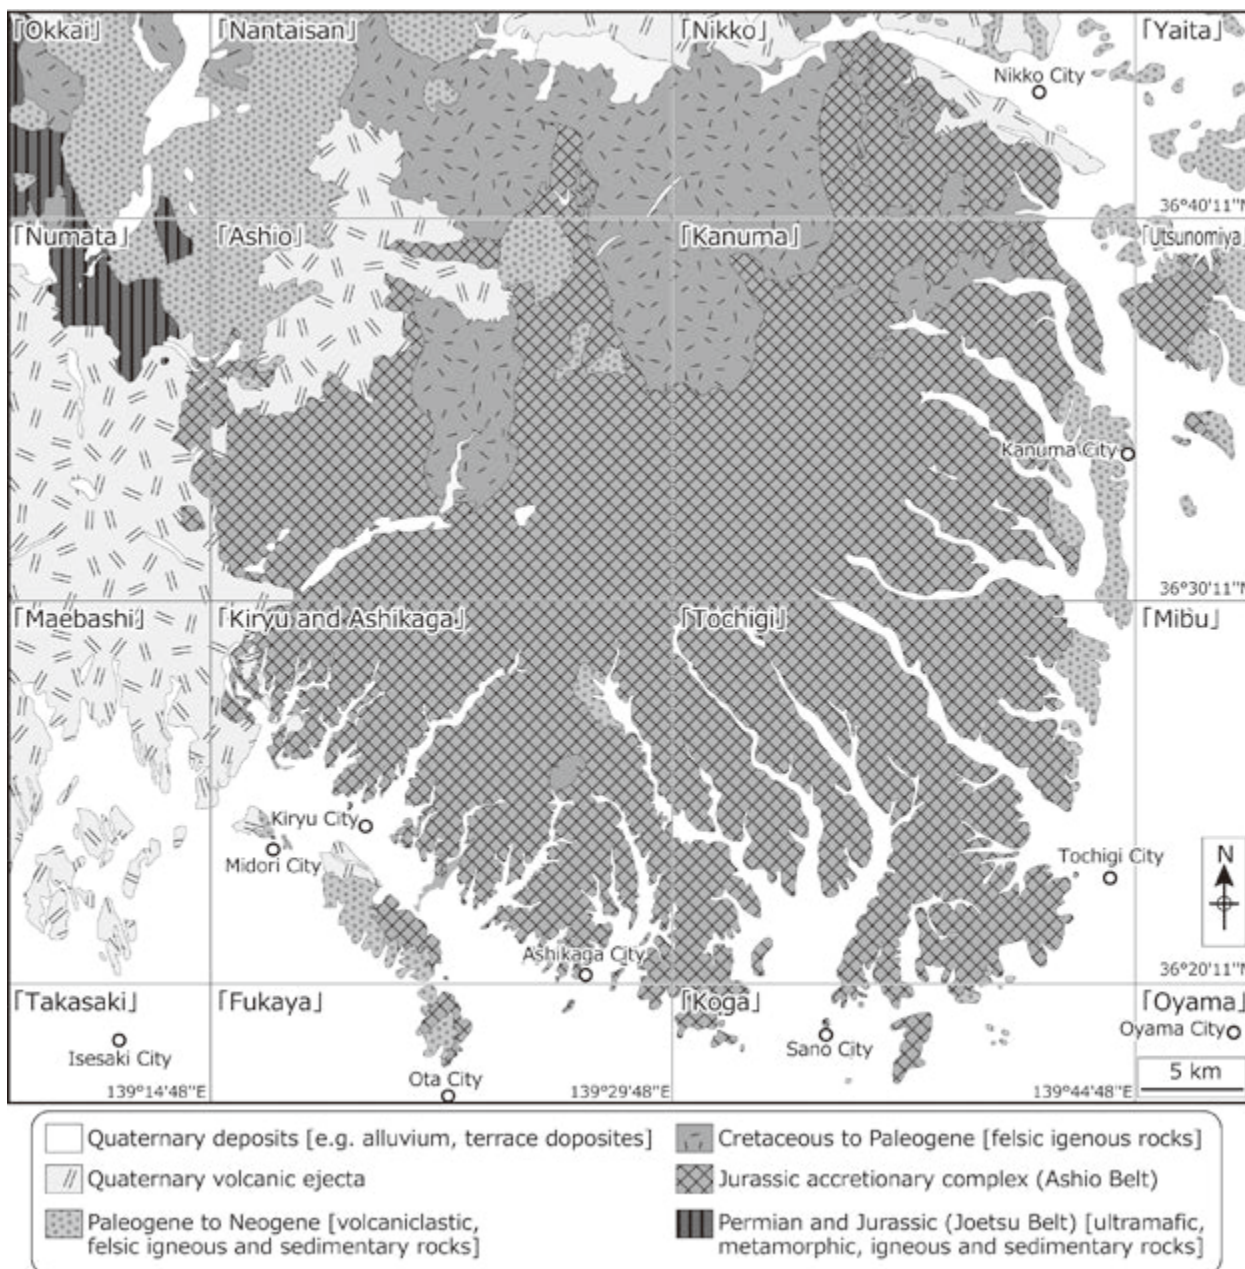 「Okkai」
「Nantaisan」
「Nikko」
「Yaita」
Nikko City
36°40'11"N
「Numata」
「Ashio」
「Kanuma」
「Utsunomiya」
Kanuma City
36°30'11"N
「Maebashi」
「Kiryu and Ashikaga」
「Tochigi」
「Mibu」
Kiryu City
Midori City
Tochigi City
N
Ashikaga City
36°20'11"N
「Takasaki」
「Fukaya」
「Koga」
「Oyama」
Oyama City
Isesaki City
Sano City
Ota City
5 km
139°14'48"E
139°29'48"E
139°44'48"E
Quaternary deposits [e.g. alluvium, terrace doposites]
Quaternary volcanic ejecta
Paleogene to Neogene [volcaniclastic,
felsic igneous and sedimentary rocks]
Cretaceous to Paleogene [felsic igenous rocks]
Jurassic accretionary complex (Ashio Belt)
Permian and Jurassic (Joetsu Belt) [ultramafic,
metamorphic, igneous and sedimentary rocks]